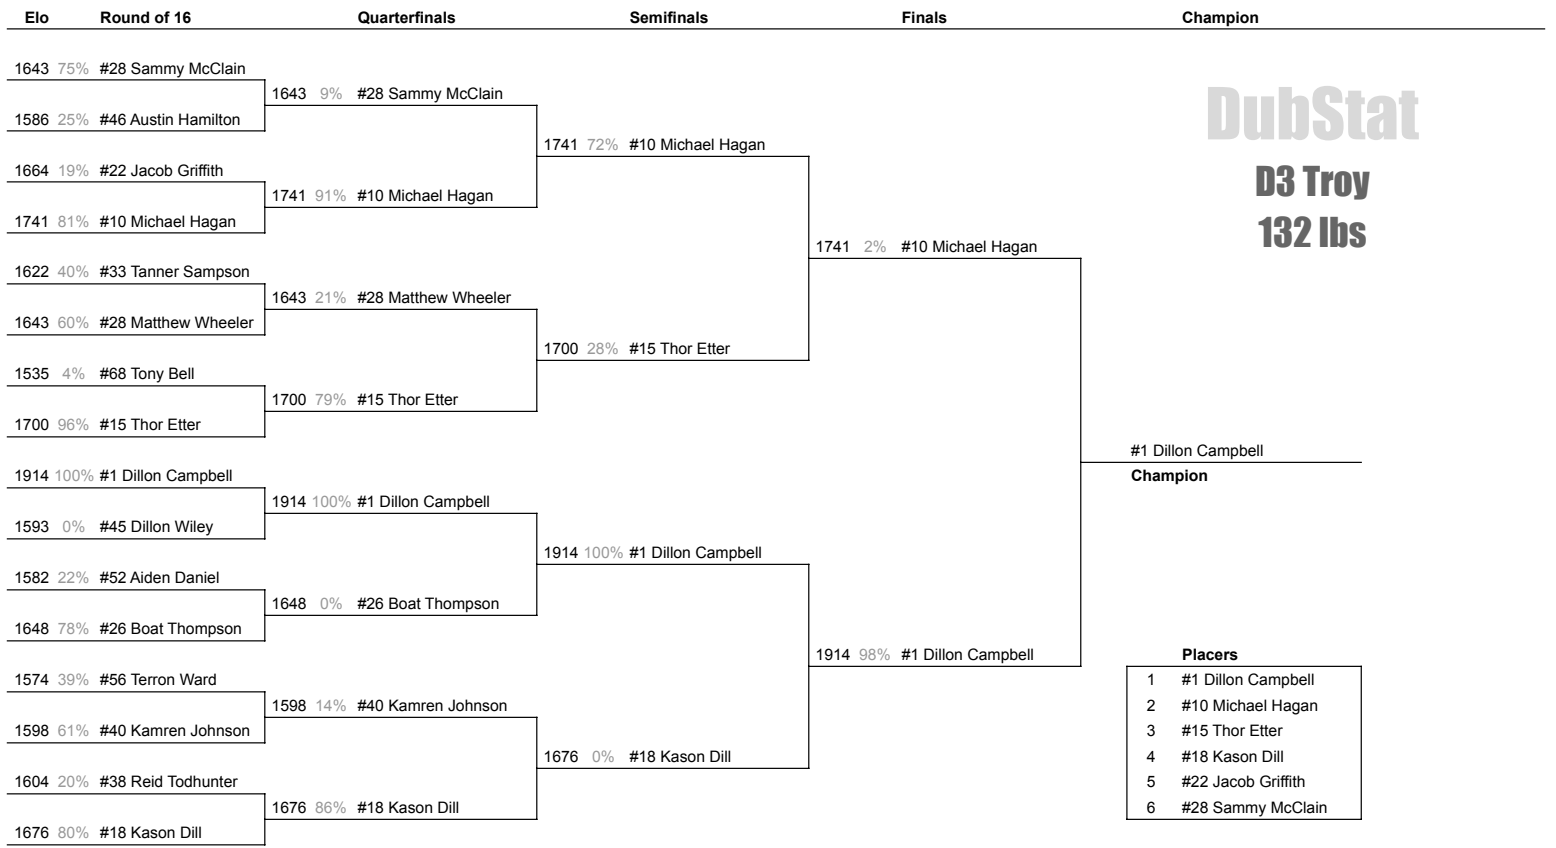 Elo Round of 16 Quarterfinals Semifinals Finals Champion
1643 75% #28 Sammy McClain
1643 9% #28 Sammy McClain
1586 25% #46 Austin Hamilton
1741 72% #10 Michael Hagan
1664 19% #22 Jacob Griffith
1741 91% #10 Michael Hagan
1741 81% #10 Michael Hagan
1741 2% #10 Michael Hagan
1622 40% #33 Tanner Sampson
1643 21% #28 Matthew Wheeler
1643 60% #28 Matthew Wheeler
1700 28% #15 Thor Etter
1535 4% #68 Tony Bell
1700 79% #15 Thor Etter
1700 96% #15 Thor Etter
#1 Dillon Campbell
Champion
1914 100% #1 Dillon Campbell
1914 100% #1 Dillon Campbell
1593 0% #45 Dillon Wiley
1914 100% #1 Dillon Campbell
1582 22% #52 Aiden Daniel
1648 0% #26 Boat Thompson
1648 78% #26 Boat Thompson
1914 98% #1 Dillon Campbell
1574 39% #56 Terron Ward
1598 14% #40 Kamren Johnson
1598 61% #40 Kamren Johnson
1676 0% #18 Kason Dill
1604 20% #38 Reid Todhunter
1676 86% #18 Kason Dill
1676 80% #18 Kason Dill
DubStat
D3 Troy
132 lbs
Placers
1 #1 Dillon Campbell
2 #10 Michael Hagan
3 #15 Thor Etter
4 #18 Kason Dill
5 #22 Jacob Griffith
6 #28 Sammy McClain